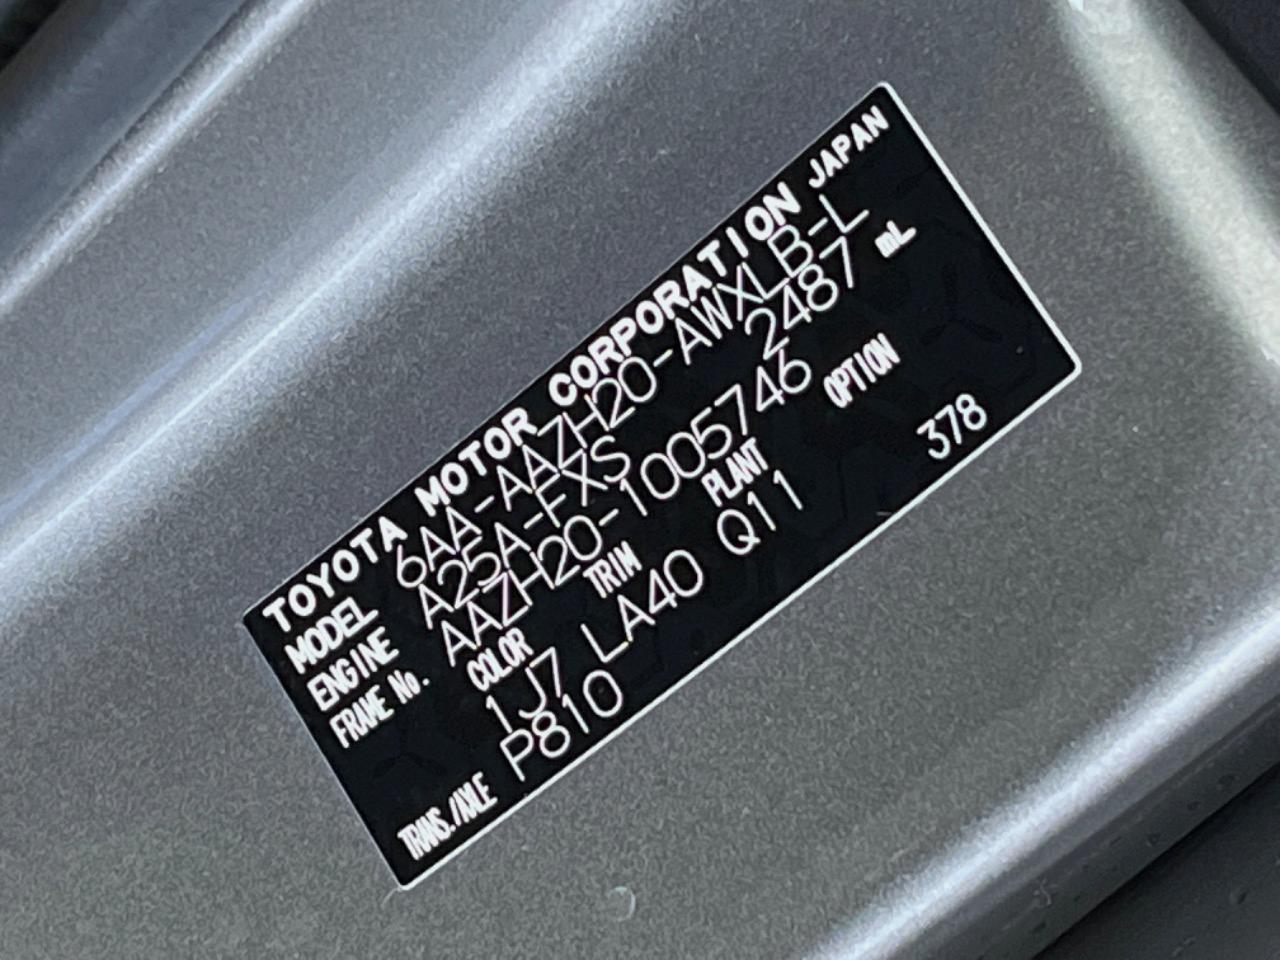 TOYOTA MOTOR CORPORATION JAPAN
MODEL 6AA-AAZH20-AWXLB-L
ENGINE A25A-FXS 2487 mL
FRAME No. AAZH20-1005746
COLOR TRIM PLANT OPTION
1J7 LA40 Q11 378
TRANS./AXLE P810